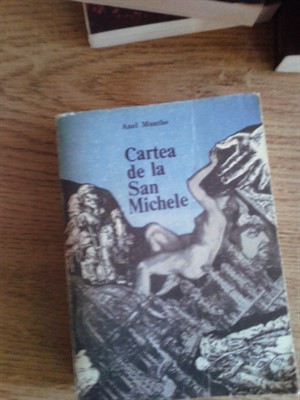 Axel Munthe
Cartea
de la
San
Michele